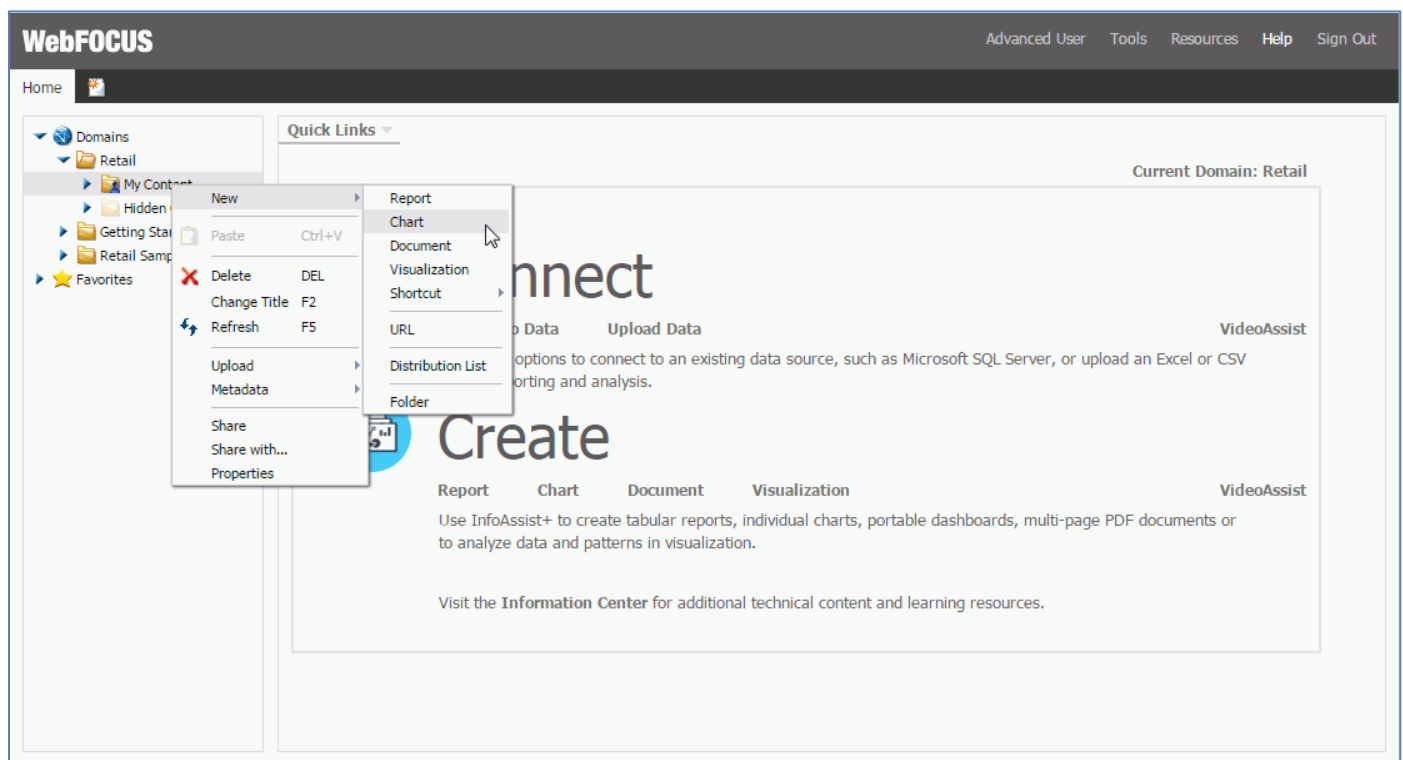 WebFOCUS
Advanced User Tools Resources Help Sign Out
Home
Domains
Retail
My Content
Hidden
Getting Star
Retail Samp
Favorites
New
Paste Ctrl+V
Delete DEL
Change Title F2
Refresh F5
Upload
Metadata
Share
Share with...
Properties
Report
Chart
Document
Visualization
Shortcut
URL
Distribution List
Folder
Quick Links
Current Domain: Retail
nnect
Data Upload Data VideoAssist
options to connect to an existing data source, such as Microsoft SQL Server, or upload an Excel or CSV
orting and analysis.
Create
Report Chart Document Visualization VideoAssist
Use InfoAssist+ to create tabular reports, individual charts, portable dashboards, multi-page PDF documents or
to analyze data and patterns in visualization.
Visit the Information Center for additional technical content and learning resources.